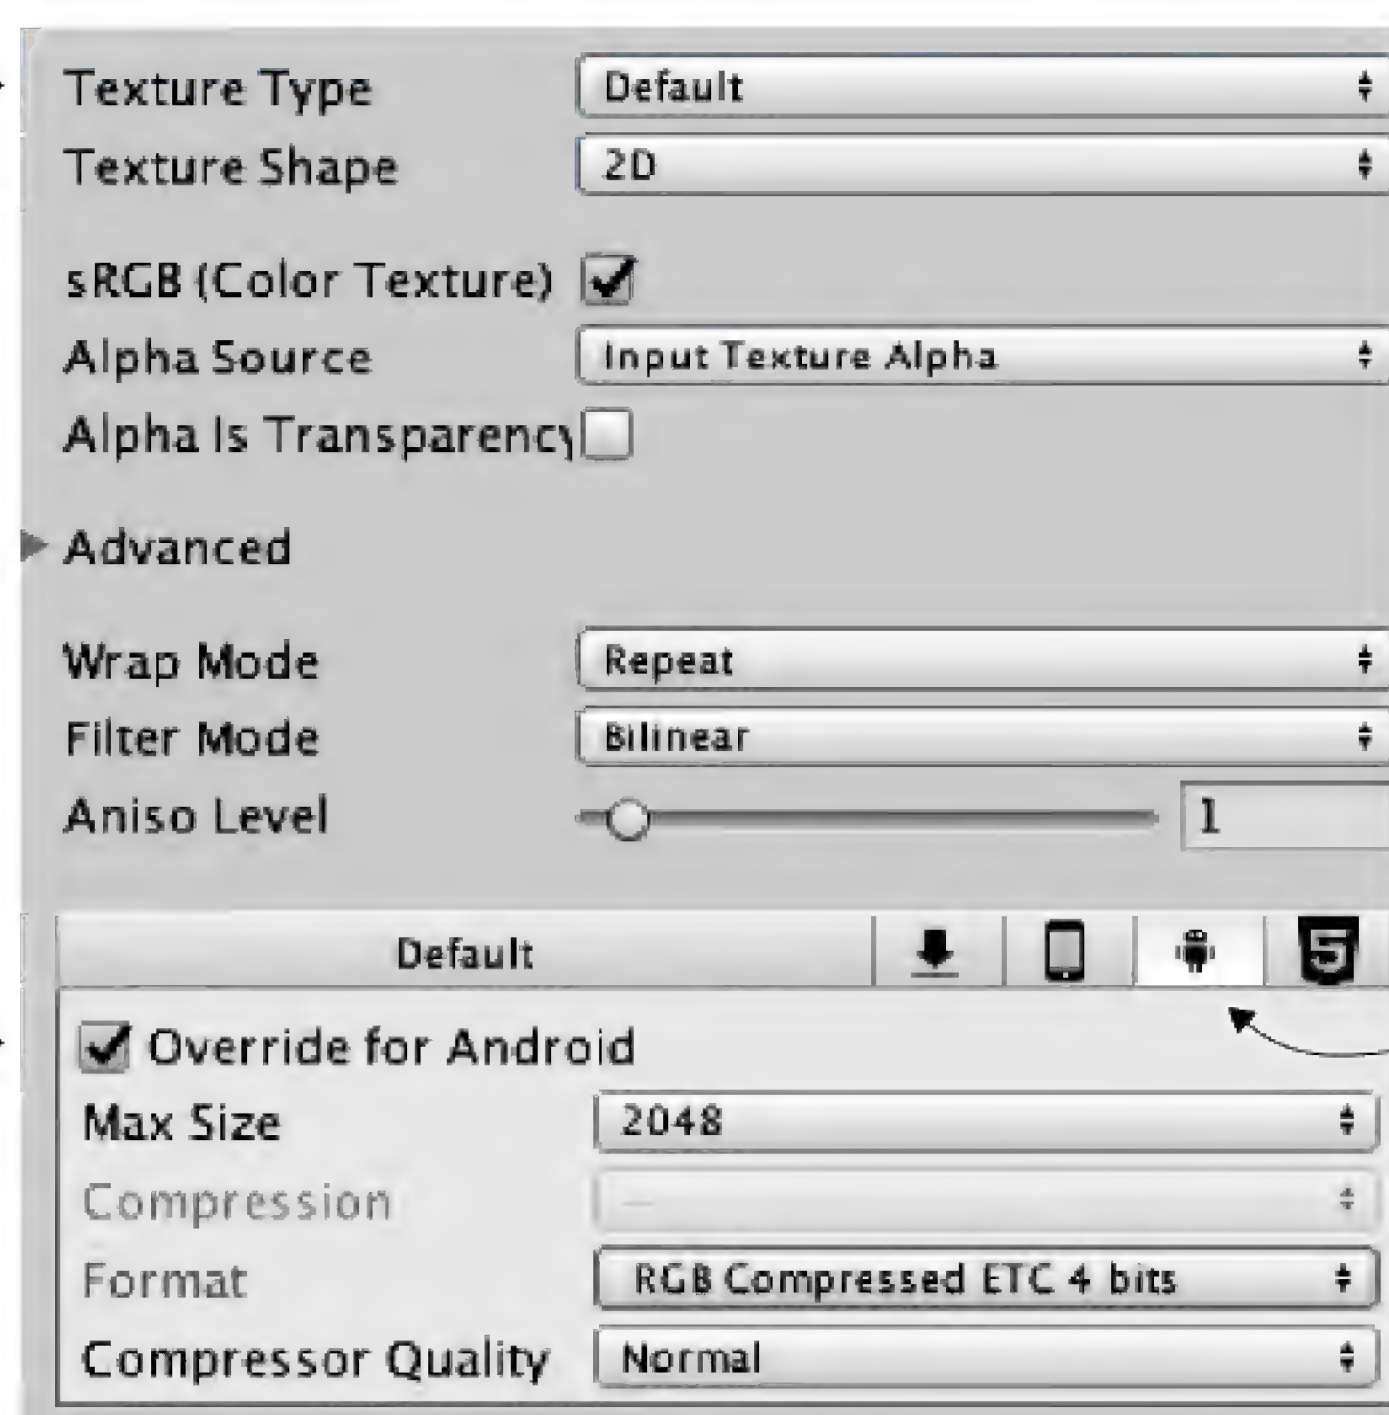 Texture Type Default
Texture Shape 2D
sRGB (Color Texture)
Alpha Source Input Texture Alpha
Alpha Is Transparency
Advanced
Wrap Mode Repeat
Filter Mode Bilinear
Aniso Level 1
Default 5
Override for Android
Max Size 2048
Compression —
Format RGB Compressed ETC 4 bits
Compressor Quality Normal